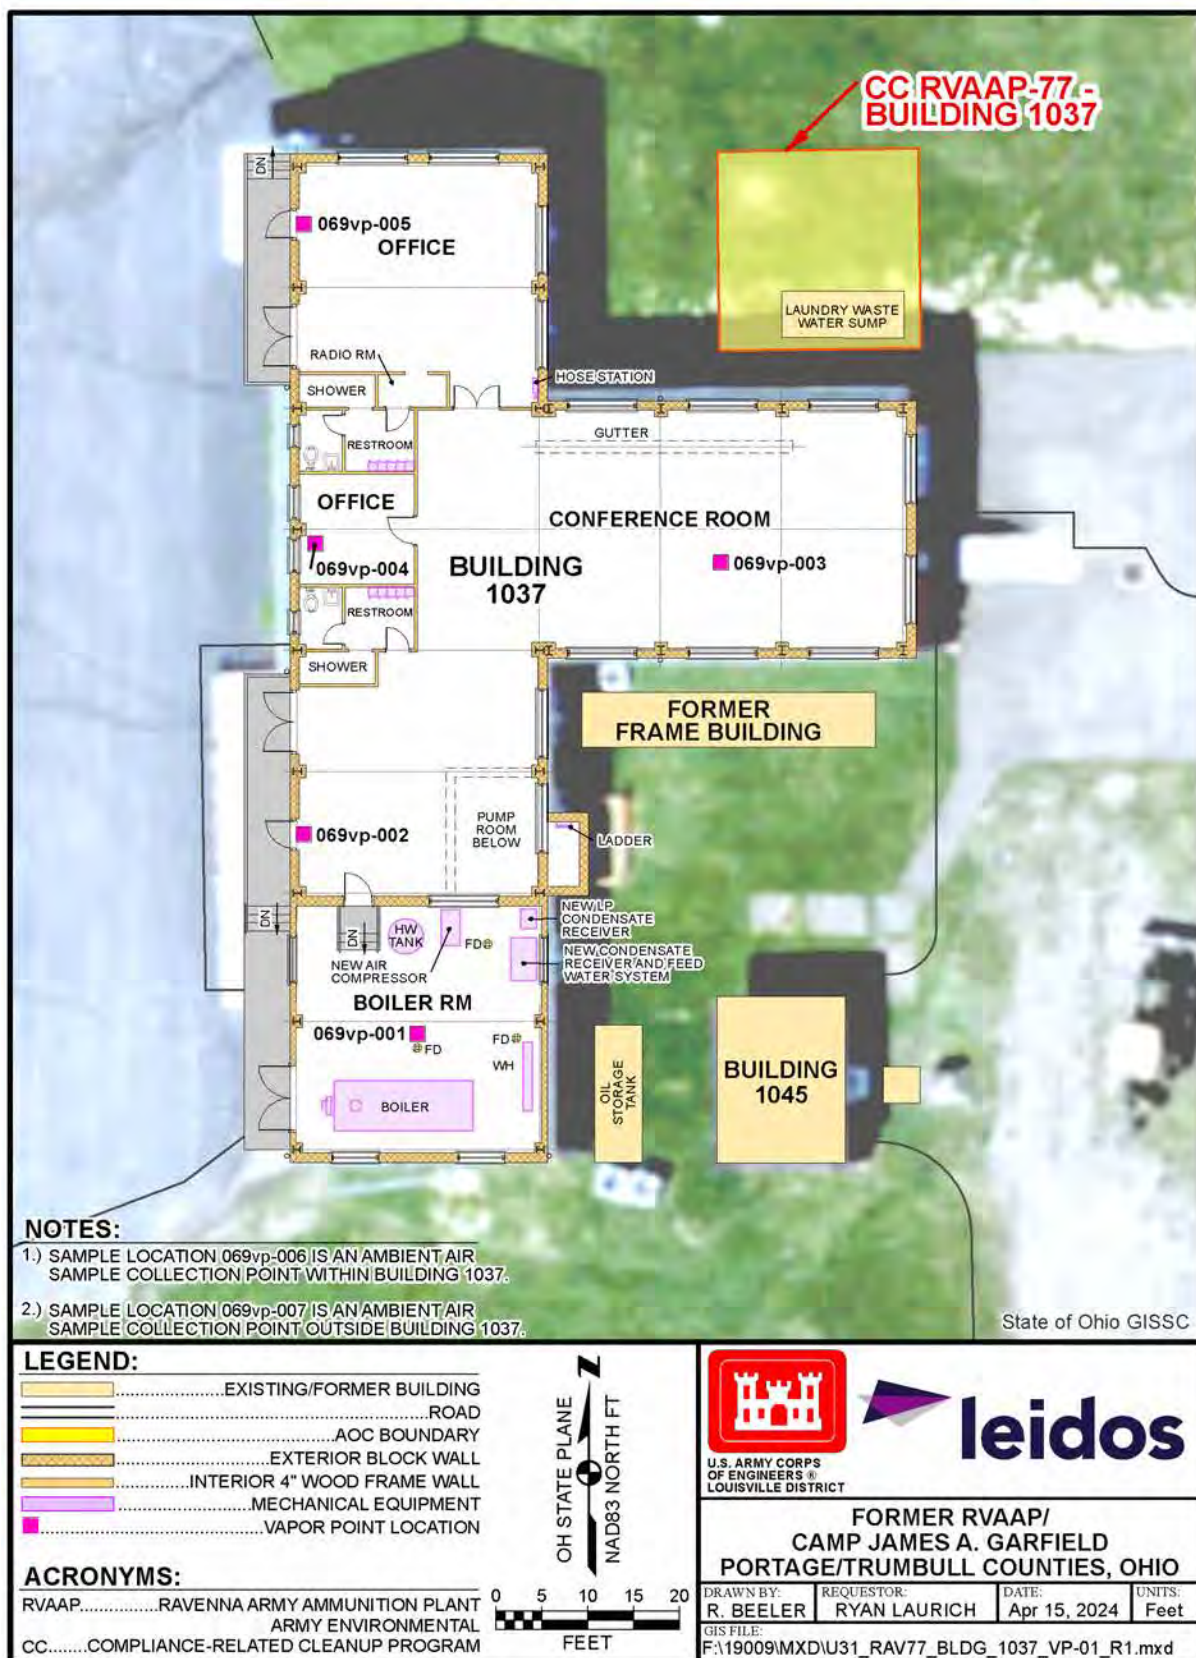 CC RVAAP-77 -
BUILDING 1037
DN
069vp-005
OFFICE
LAUNDRY WASTE
WATER SUMP
RADIO RM
SHOWER
HOSE STATION
RESTROOM
GUTTER
OFFICE
CONFERENCE ROOM
069vp-004
BUILDING
1037
069vp-003
RESTROOM
SHOWER
FORMER
FRAME BUILDING
PUMP
ROOM
BELOW
069vp-002
LADDER
DN
DN
HW
TANK
FD
NEW LP
CONDENSATE
RECEIVER
NEW AIR
COMPRESSOR
NEW CONDENSATE
RECEIVER AND FEED
WATER SYSTEM
BOILER RM
069vp-001
FD
FD
WH
BOILER
OIL
STORAGE
TANK
BUILDING
1045
NOTES:
1.) SAMPLE LOCATION 069vp-006 IS AN AMBIENT AIR
SAMPLE COLLECTION POINT WITHIN BUILDING 1037.
2.) SAMPLE LOCATION 069vp-007 IS AN AMBIENT AIR
SAMPLE COLLECTION POINT OUTSIDE BUILDING 1037.
State of Ohio GISSC
LEGEND:
EXISTING/FORMER BUILDING
ROAD
AOC BOUNDARY
EXTERIOR BLOCK WALL
INTERIOR 4" WOOD FRAME WALL
MECHANICAL EQUIPMENT
VAPOR POINT LOCATION
ACRONYMS:
RVAAP..............RAVENNA ARMY AMMUNITION PLANT
ARMY ENVIRONMENTAL
CC.......COMPLIANCE-RELATED CLEANUP PROGRAM
OH STATE PLANE
NAD83 NORTH FT
Z
0 5 10 15 20
FEET
U.S. ARMY CORPS
OF ENGINEERS ®
LOUISVILLE DISTRICT
leidos
FORMER RVAAP/
CAMP JAMES A. GARFIELD
PORTAGE/TRUMBULL COUNTIES, OHIO
DRAWN BY:
R. BEELER
REQUESTOR:
RYAN LAURICH
DATE:
Apr 15, 2024
UNITS:
Feet
GIS FILE:
F:\19009\MXD\U31_RAV77_BLDG_1037_VP-01_R1.mxd